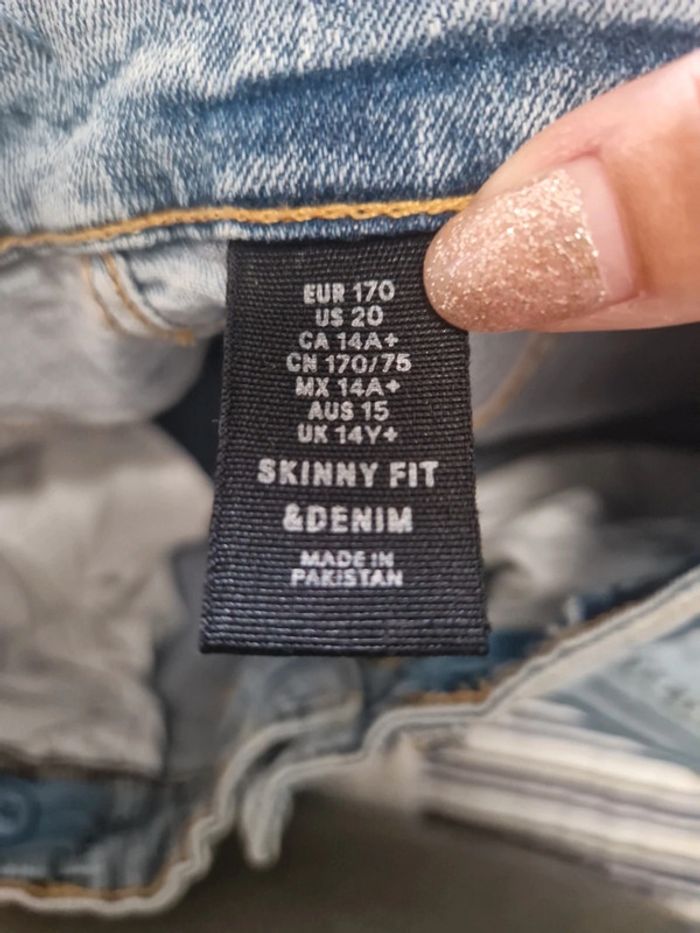 EUR 170
US 20
CA 14A+
CN 170/75
MX 14A+
AUS 15
UK 14Y+
SKINNY FIT
&DENIM
MADE IN
PAKISTAN